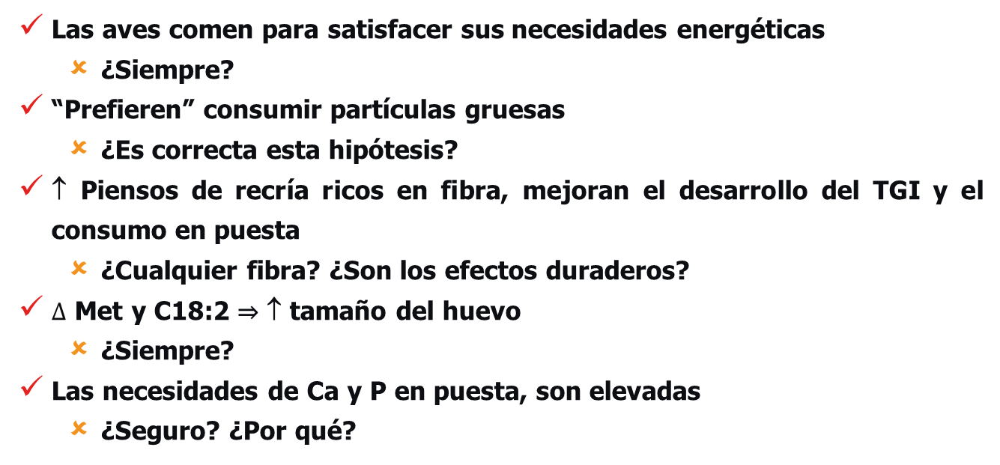 ✓ Las aves comen para satisfacer sus necesidades energéticas
✗ ¿Siempre?
✓ “Prefieren” consumir partículas gruesas
✗ ¿Es correcta esta hipótesis?
✓ ↑ Piensos de recría ricos en fibra, mejoran el desarrollo del TGI y el
consumo en puesta
✗ ¿Cualquier fibra? ¿Son los efectos duraderos?
✓ Δ Met y C18:2 ⇒ ↑ tamaño del huevo
✗ ¿Siempre?
✓ Las necesidades de Ca y P en puesta, son elevadas
✗ ¿Seguro? ¿Por qué?